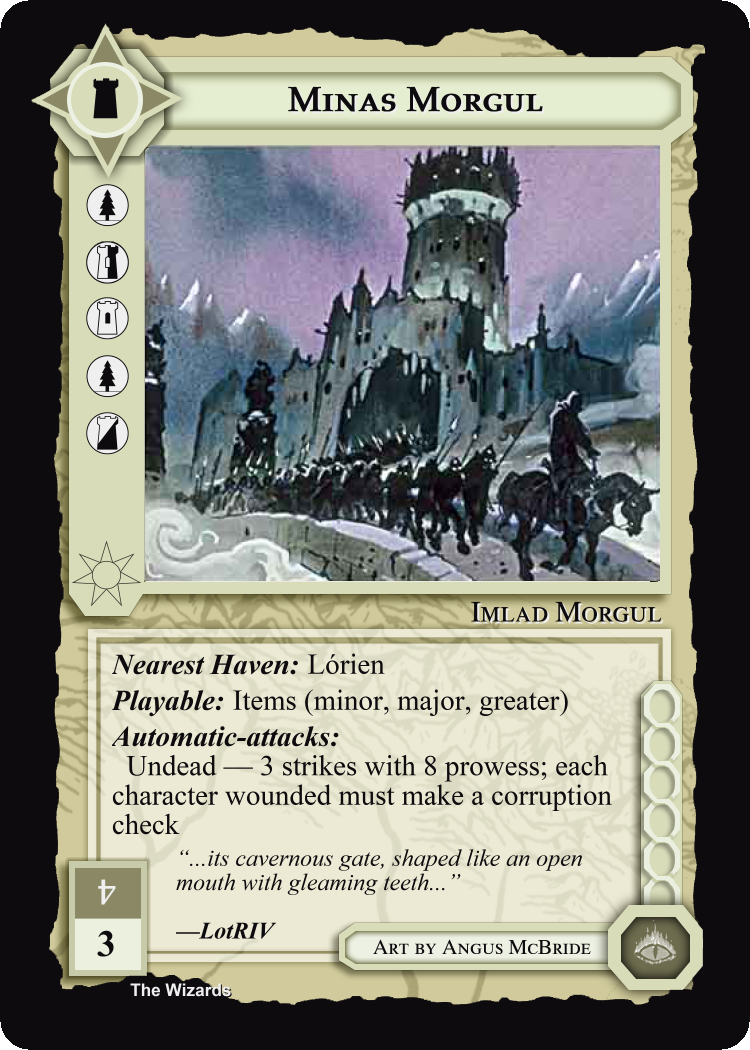 Minas Morgul
Imlad Morgul
Nearest Haven: Lórien
Playable: Items (minor, major, greater)
Automatic-attacks:
Undead — 3 strikes with 8 prowess; each
character wounded must make a corruption
check
“...its cavernous gate, shaped like an open
mouth with gleaming teeth...”
—LotRIV
4
3
Art by Angus McBride
The Wizards